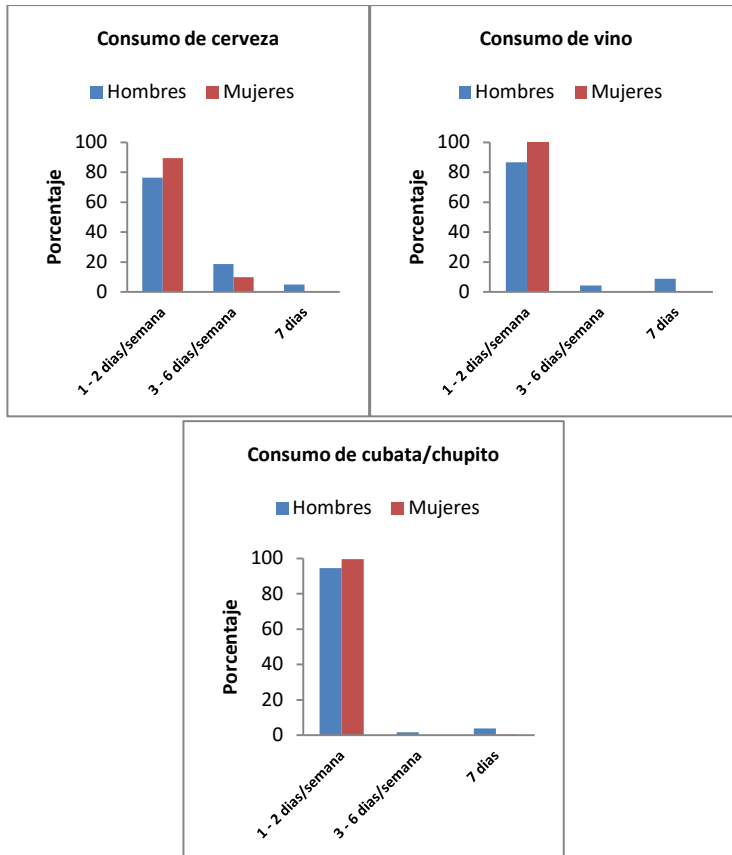 Consumo de cerveza
Hombres Mujeres
Porcentaje
100
80
60
40
20
0
1 - 2 dias/semana
3 - 6 dias/semana
7 dias
Consumo de vino
Hombres Mujeres
Porcentaje
100
80
60
40
20
0
1 - 2 dias/semana
3 - 6 dias/semana
7 dias
Consumo de cubata/chupito
Hombres Mujeres
Porcentaje
100
80
60
40
20
0
1 - 2 dias/semana
3 - 6 dias/semana
7 dias